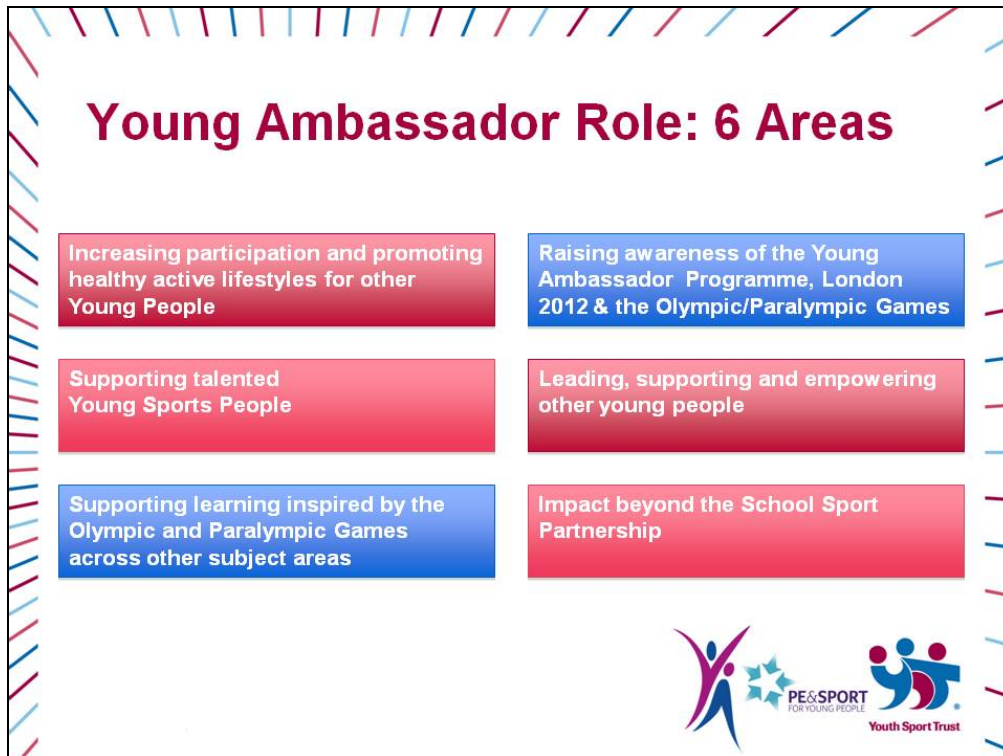 Young Ambassador Role: 6 Areas
Increasing participation and promoting
healthy active lifestyles for other
Young People
Raising awareness of the Young
Ambassador Programme, London
2012 & the Olympic/Paralympic Games
Supporting talented
Young Sports People
Leading, supporting and empowering
other young people
Supporting learning inspired by the
Olympic and Paralympic Games
across other subject areas
Impact beyond the School Sport
Partnership
PE&SPORT
FOR YOUNG PEOPLE
Youth Sport Trust